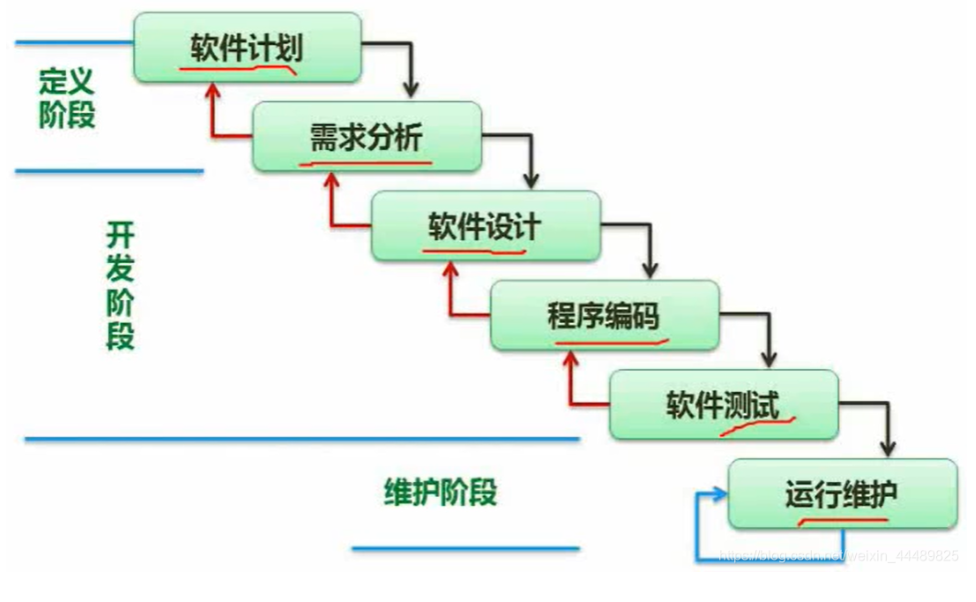 软件计划
定义
阶段
需求分析
开
发
阶
段
软件设计
程序编码
软件测试
维护阶段
运行维护
https://blog.csdn.net/weixin_44489825